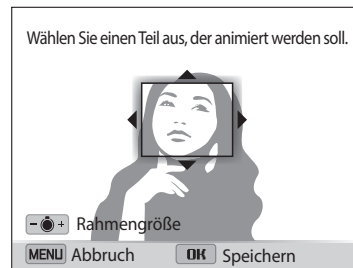 Wählen Sie einen Teil aus, der animiert werden soll.
- + Rahmengröße
MENU Abbruch OK Speichern